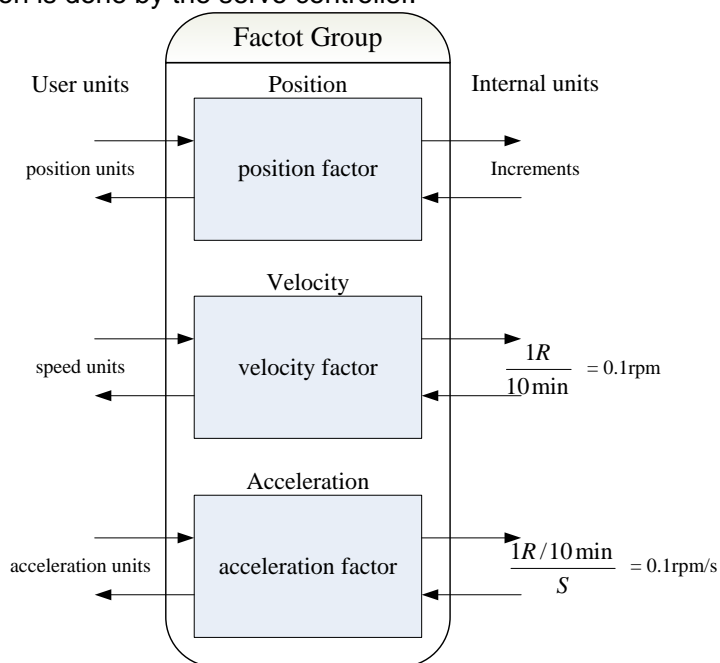 on is done by the servo controller.
Factot Group
User units
Position
Internal units
position units
position factor
Increments
Velocity
speed units
velocity factor
1R
10 min
= 0.1rpm
Acceleration
acceleration units
acceleration factor
1R/10 min
S
= 0.1rpm/s